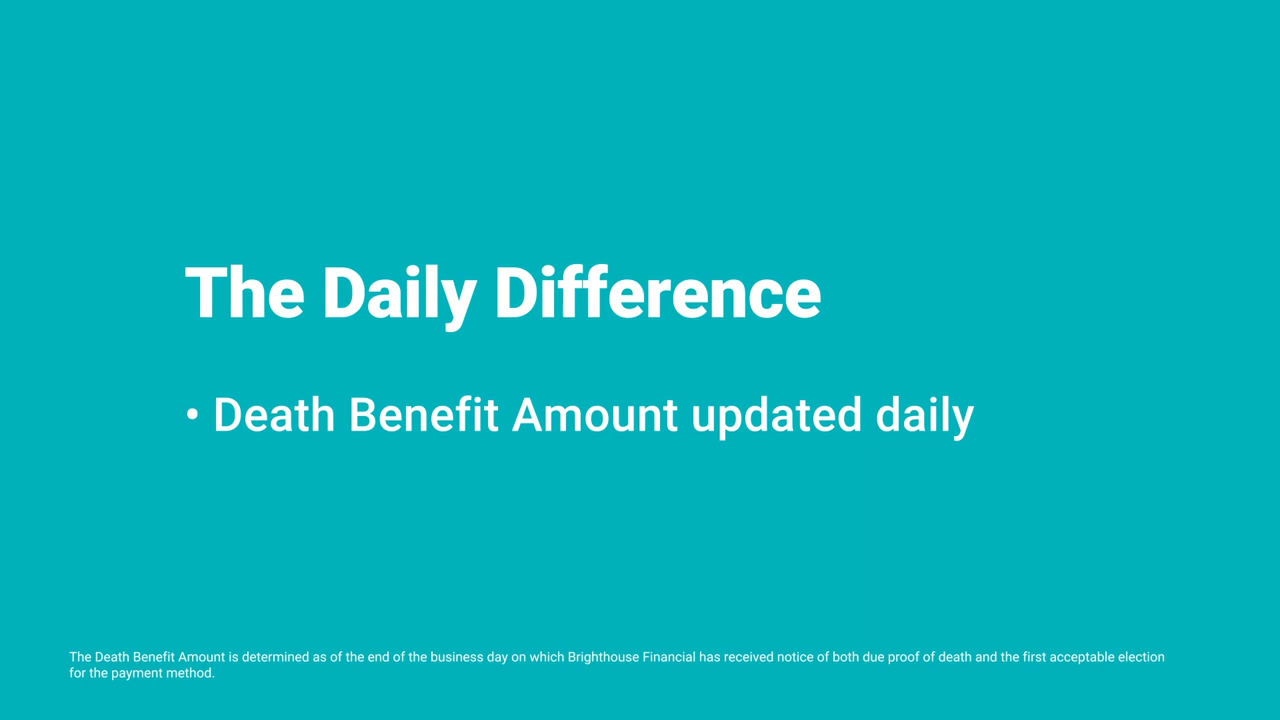 The Daily Difference
• Death Benefit Amount updated daily
The Death Benefit Amount is determined as of the end of the business day on which Brighthouse Financial has received notice of both due proof of death and the first acceptable election
for the payment method.